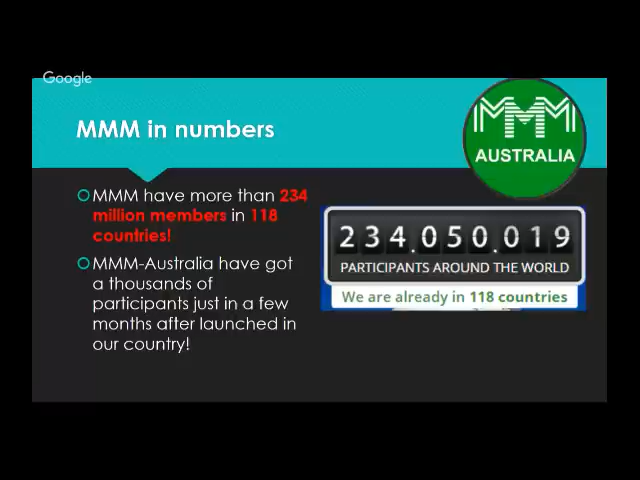 Google
MMM in numbers
MMM
AUSTRALIA
MMM have more than 234
million members in 118
countries!
MMM-Australia have got
a thousands of
participants just in a few
months after launched in
our country!
234.050.019
PARTICIPANTS AROUND THE WORLD
We are already in 118 countries